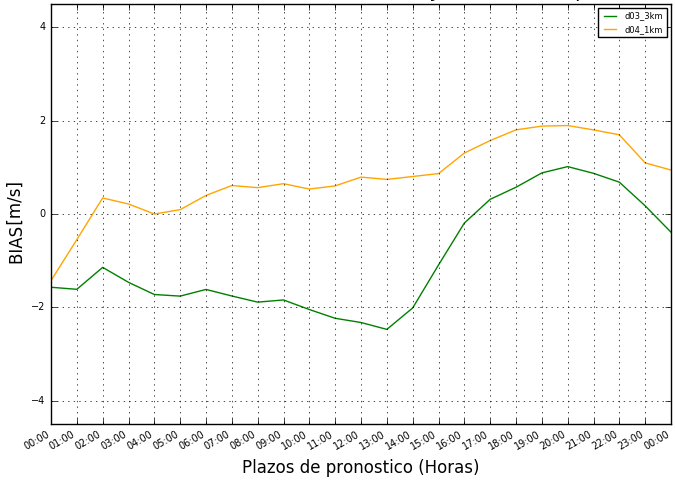 d03_3km
d04_1km
4
2
0
−2
−4
BIAS[m/s]
00:00 01:00 02:00 03:00 04:00 05:00 06:00 07:00 08:00 09:00 10:00 11:00 12:00 13:00 14:00 15:00 16:00 17:00 18:00 19:00 20:00 21:00 22:00 23:00 00:00
Plazos de pronostico (Horas)